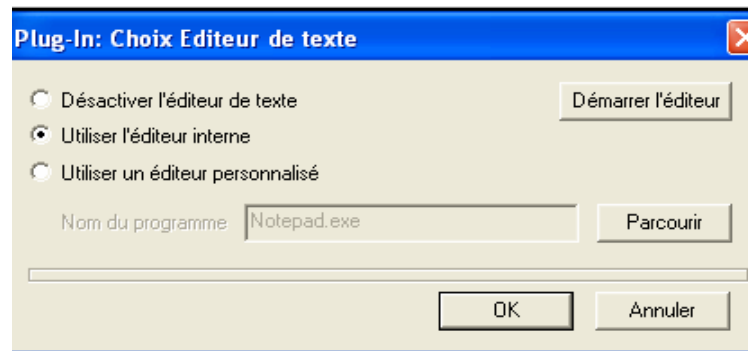 Plug-In: Choix Editeur de texte
Désactiver l'éditeur de texte
Démarrer l'éditeur
Utiliser l'éditeur interne
Utiliser un éditeur personnalisé
Nom du programme Notepad.exe Parcourir
OK Annuler